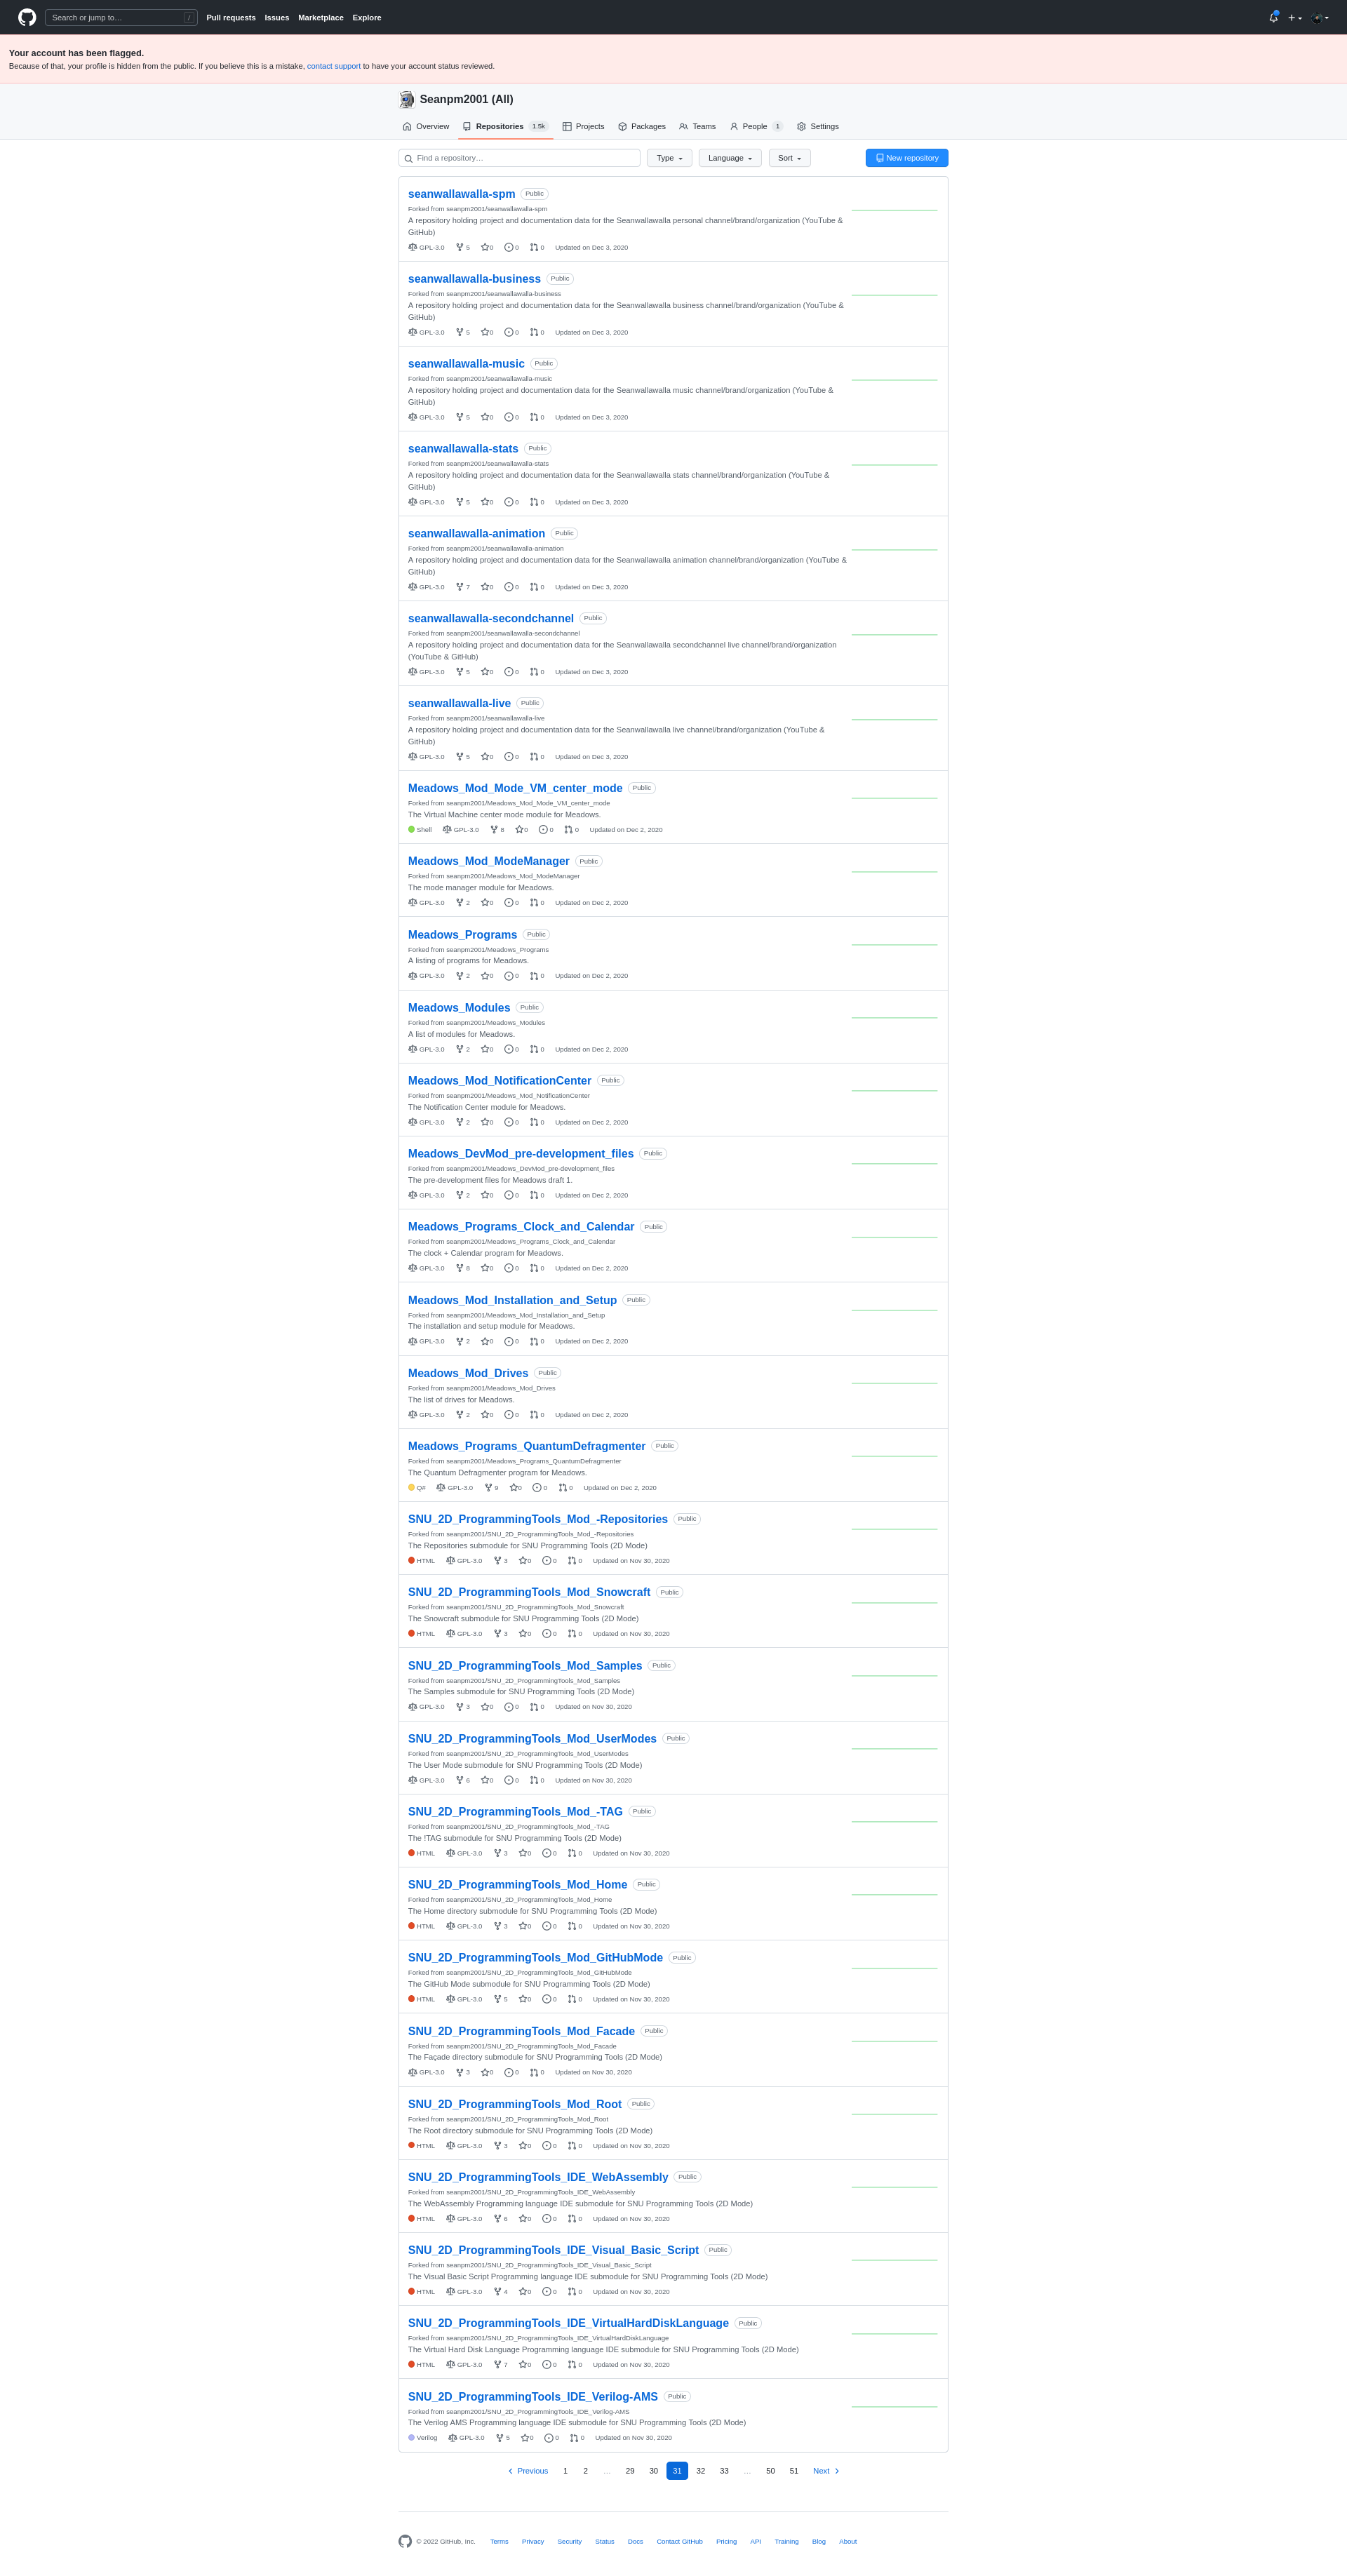 Search or jump to… /
Pull requests Issues Marketplace Explore
Your account has been flagged.
Because of that, your profile is hidden from the public. If you believe this is a mistake, contact support to have your account status reviewed.
Seanpm2001 (All)
Overview Repositories 1.5k Projects Packages Teams People 1 Settings
Find a repository… Type Language Sort New repository
seanwallawalla-spm Public
Forked from seanpm2001/seanwallawalla-spm
A repository holding project and documentation data for the Seanwallawalla personal channel/brand/organization (YouTube &
GitHub)
GPL-3.0 5 0 0 0 Updated on Dec 3, 2020
seanwallawalla-business Public
Forked from seanpm2001/seanwallawalla-business
A repository holding project and documentation data for the Seanwallawalla business channel/brand/organization (YouTube &
GitHub)
GPL-3.0 5 0 0 0 Updated on Dec 3, 2020
seanwallawalla-music Public
Forked from seanpm2001/seanwallawalla-music
A repository holding project and documentation data for the Seanwallawalla music channel/brand/organization (YouTube &
GitHub)
GPL-3.0 5 0 0 0 Updated on Dec 3, 2020
seanwallawalla-stats Public
Forked from seanpm2001/seanwallawalla-stats
A repository holding project and documentation data for the Seanwallawalla stats channel/brand/organization (YouTube &
GitHub)
GPL-3.0 5 0 0 0 Updated on Dec 3, 2020
seanwallawalla-animation Public
Forked from seanpm2001/seanwallawalla-animation
A repository holding project and documentation data for the Seanwallawalla animation channel/brand/organization (YouTube &
GitHub)
GPL-3.0 7 0 0 0 Updated on Dec 3, 2020
seanwallawalla-secondchannel Public
Forked from seanpm2001/seanwallawalla-secondchannel
A repository holding project and documentation data for the Seanwallawalla secondchannel live channel/brand/organization
(YouTube & GitHub)
GPL-3.0 5 0 0 0 Updated on Dec 3, 2020
seanwallawalla-live Public
Forked from seanpm2001/seanwallawalla-live
A repository holding project and documentation data for the Seanwallawalla live channel/brand/organization (YouTube &
GitHub)
GPL-3.0 5 0 0 0 Updated on Dec 3, 2020
Meadows_Mod_Mode_VM_center_mode Public
Forked from seanpm2001/Meadows_Mod_Mode_VM_center_mode
The Virtual Machine center mode module for Meadows.
Shell GPL-3.0 8 0 0 0 Updated on Dec 2, 2020
Meadows_Mod_ModeManager Public
Forked from seanpm2001/Meadows_Mod_ModeManager
The mode manager module for Meadows.
GPL-3.0 2 0 0 0 Updated on Dec 2, 2020
Meadows_Programs Public
Forked from seanpm2001/Meadows_Programs
A listing of programs for Meadows.
GPL-3.0 2 0 0 0 Updated on Dec 2, 2020
Meadows_Modules Public
Forked from seanpm2001/Meadows_Modules
A list of modules for Meadows.
GPL-3.0 2 0 0 0 Updated on Dec 2, 2020
Meadows_Mod_NotificationCenter Public
Forked from seanpm2001/Meadows_Mod_NotificationCenter
The Notification Center module for Meadows.
GPL-3.0 2 0 0 0 Updated on Dec 2, 2020
Meadows_DevMod_pre-development_files Public
Forked from seanpm2001/Meadows_DevMod_pre-development_files
The pre-development files for Meadows draft 1.
GPL-3.0 2 0 0 0 Updated on Dec 2, 2020
Meadows_Programs_Clock_and_Calendar Public
Forked from seanpm2001/Meadows_Programs_Clock_and_Calendar
The clock + Calendar program for Meadows.
GPL-3.0 8 0 0 0 Updated on Dec 2, 2020
Meadows_Mod_Installation_and_Setup Public
Forked from seanpm2001/Meadows_Mod_Installation_and_Setup
The installation and setup module for Meadows.
GPL-3.0 2 0 0 0 Updated on Dec 2, 2020
Meadows_Mod_Drives Public
Forked from seanpm2001/Meadows_Mod_Drives
The list of drives for Meadows.
GPL-3.0 2 0 0 0 Updated on Dec 2, 2020
Meadows_Programs_QuantumDefragmenter Public
Forked from seanpm2001/Meadows_Programs_QuantumDefragmenter
The Quantum Defragmenter program for Meadows.
Q# GPL-3.0 9 0 0 0 Updated on Dec 2, 2020
SNU_2D_ProgrammingTools_Mod_-Repositories Public
Forked from seanpm2001/SNU_2D_ProgrammingTools_Mod_-Repositories
The Repositories submodule for SNU Programming Tools (2D Mode)
HTML GPL-3.0 3 0 0 0 Updated on Nov 30, 2020
SNU_2D_ProgrammingTools_Mod_Snowcraft Public
Forked from seanpm2001/SNU_2D_ProgrammingTools_Mod_Snowcraft
The Snowcraft submodule for SNU Programming Tools (2D Mode)
HTML GPL-3.0 3 0 0 0 Updated on Nov 30, 2020
SNU_2D_ProgrammingTools_Mod_Samples Public
Forked from seanpm2001/SNU_2D_ProgrammingTools_Mod_Samples
The Samples submodule for SNU Programming Tools (2D Mode)
GPL-3.0 3 0 0 0 Updated on Nov 30, 2020
SNU_2D_ProgrammingTools_Mod_UserModes Public
Forked from seanpm2001/SNU_2D_ProgrammingTools_Mod_UserModes
The User Mode submodule for SNU Programming Tools (2D Mode)
GPL-3.0 6 0 0 0 Updated on Nov 30, 2020
SNU_2D_ProgrammingTools_Mod_-TAG Public
Forked from seanpm2001/SNU_2D_ProgrammingTools_Mod_-TAG
The !TAG submodule for SNU Programming Tools (2D Mode)
HTML GPL-3.0 3 0 0 0 Updated on Nov 30, 2020
SNU_2D_ProgrammingTools_Mod_Home Public
Forked from seanpm2001/SNU_2D_ProgrammingTools_Mod_Home
The Home directory submodule for SNU Programming Tools (2D Mode)
HTML GPL-3.0 3 0 0 0 Updated on Nov 30, 2020
SNU_2D_ProgrammingTools_Mod_GitHubMode Public
Forked from seanpm2001/SNU_2D_ProgrammingTools_Mod_GitHubMode
The GitHub Mode submodule for SNU Programming Tools (2D Mode)
HTML GPL-3.0 5 0 0 0 Updated on Nov 30, 2020
SNU_2D_ProgrammingTools_Mod_Facade Public
Forked from seanpm2001/SNU_2D_ProgrammingTools_Mod_Facade
The Façade directory submodule for SNU Programming Tools (2D Mode)
GPL-3.0 3 0 0 0 Updated on Nov 30, 2020
SNU_2D_ProgrammingTools_Mod_Root Public
Forked from seanpm2001/SNU_2D_ProgrammingTools_Mod_Root
The Root directory submodule for SNU Programming Tools (2D Mode)
HTML GPL-3.0 3 0 0 0 Updated on Nov 30, 2020
SNU_2D_ProgrammingTools_IDE_WebAssembly Public
Forked from seanpm2001/SNU_2D_ProgrammingTools_IDE_WebAssembly
The WebAssembly Programming language IDE submodule for SNU Programming Tools (2D Mode)
HTML GPL-3.0 6 0 0 0 Updated on Nov 30, 2020
SNU_2D_ProgrammingTools_IDE_Visual_Basic_Script Public
Forked from seanpm2001/SNU_2D_ProgrammingTools_IDE_Visual_Basic_Script
The Visual Basic Script Programming language IDE submodule for SNU Programming Tools (2D Mode)
HTML GPL-3.0 4 0 0 0 Updated on Nov 30, 2020
SNU_2D_ProgrammingTools_IDE_VirtualHardDiskLanguage Public
Forked from seanpm2001/SNU_2D_ProgrammingTools_IDE_VirtualHardDiskLanguage
The Virtual Hard Disk Language Programming language IDE submodule for SNU Programming Tools (2D Mode)
HTML GPL-3.0 7 0 0 0 Updated on Nov 30, 2020
SNU_2D_ProgrammingTools_IDE_Verilog-AMS Public
Forked from seanpm2001/SNU_2D_ProgrammingTools_IDE_Verilog-AMS
The Verilog AMS Programming language IDE submodule for SNU Programming Tools (2D Mode)
Verilog GPL-3.0 5 0 0 0 Updated on Nov 30, 2020
Previous 1 2 … 29 30 31 32 33 … 50 51 Next
© 2022 GitHub, Inc. Terms Privacy Security Status Docs Contact GitHub Pricing API Training Blog About